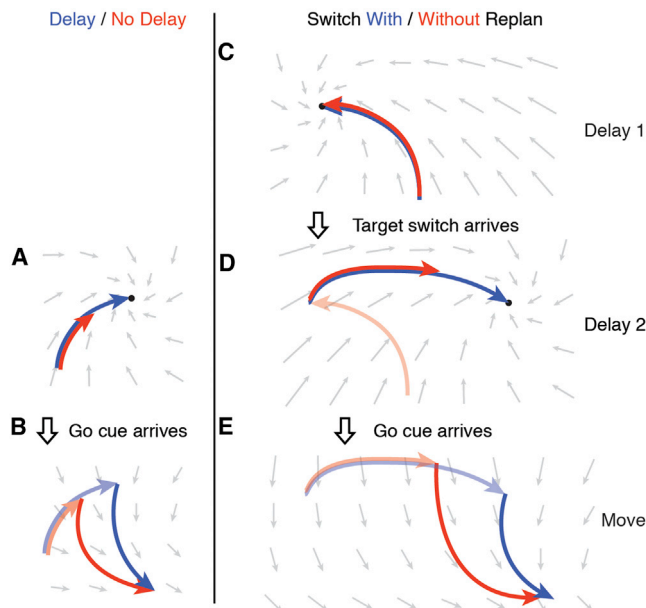 Delay / No Delay
Switch With / Without Replan
C
Delay 1
Target switch arrives
A
D
Delay 2
B
Go cue arrives
E
Go cue arrives
Move